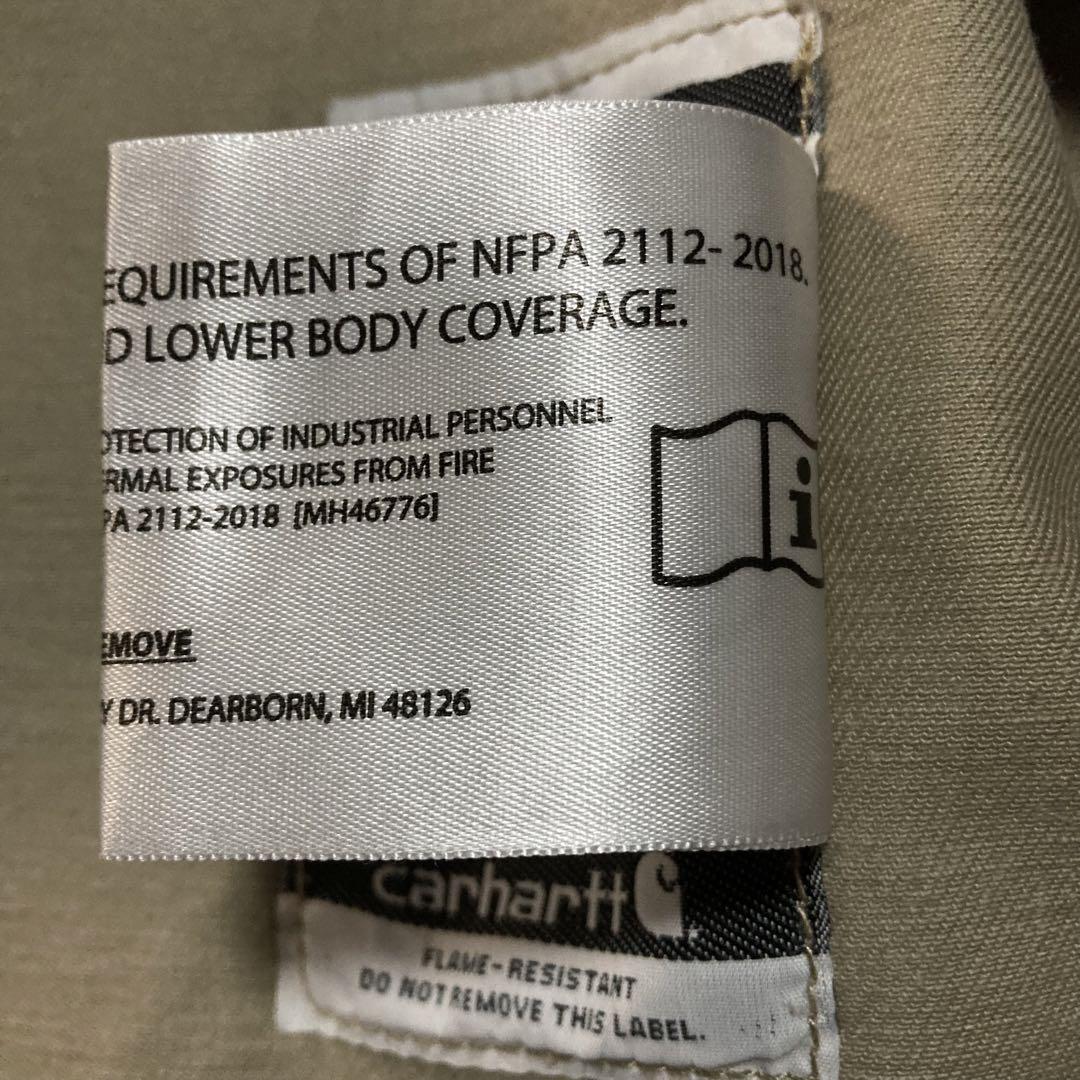 EQUIREMENTS OF NFPA 2112- 2018.
D LOWER BODY COVERAGE.
OTECTION OF INDUSTRIAL PERSONNEL
RMAL EXPOSURES FROM FIRE
PA 2112-2018 [MH46776]
i
EMOVE
Y DR. DEARBORN, MI 48126
carhartt
FLAME-RESISTANT
DO NOT REMOVE THIS LABEL.